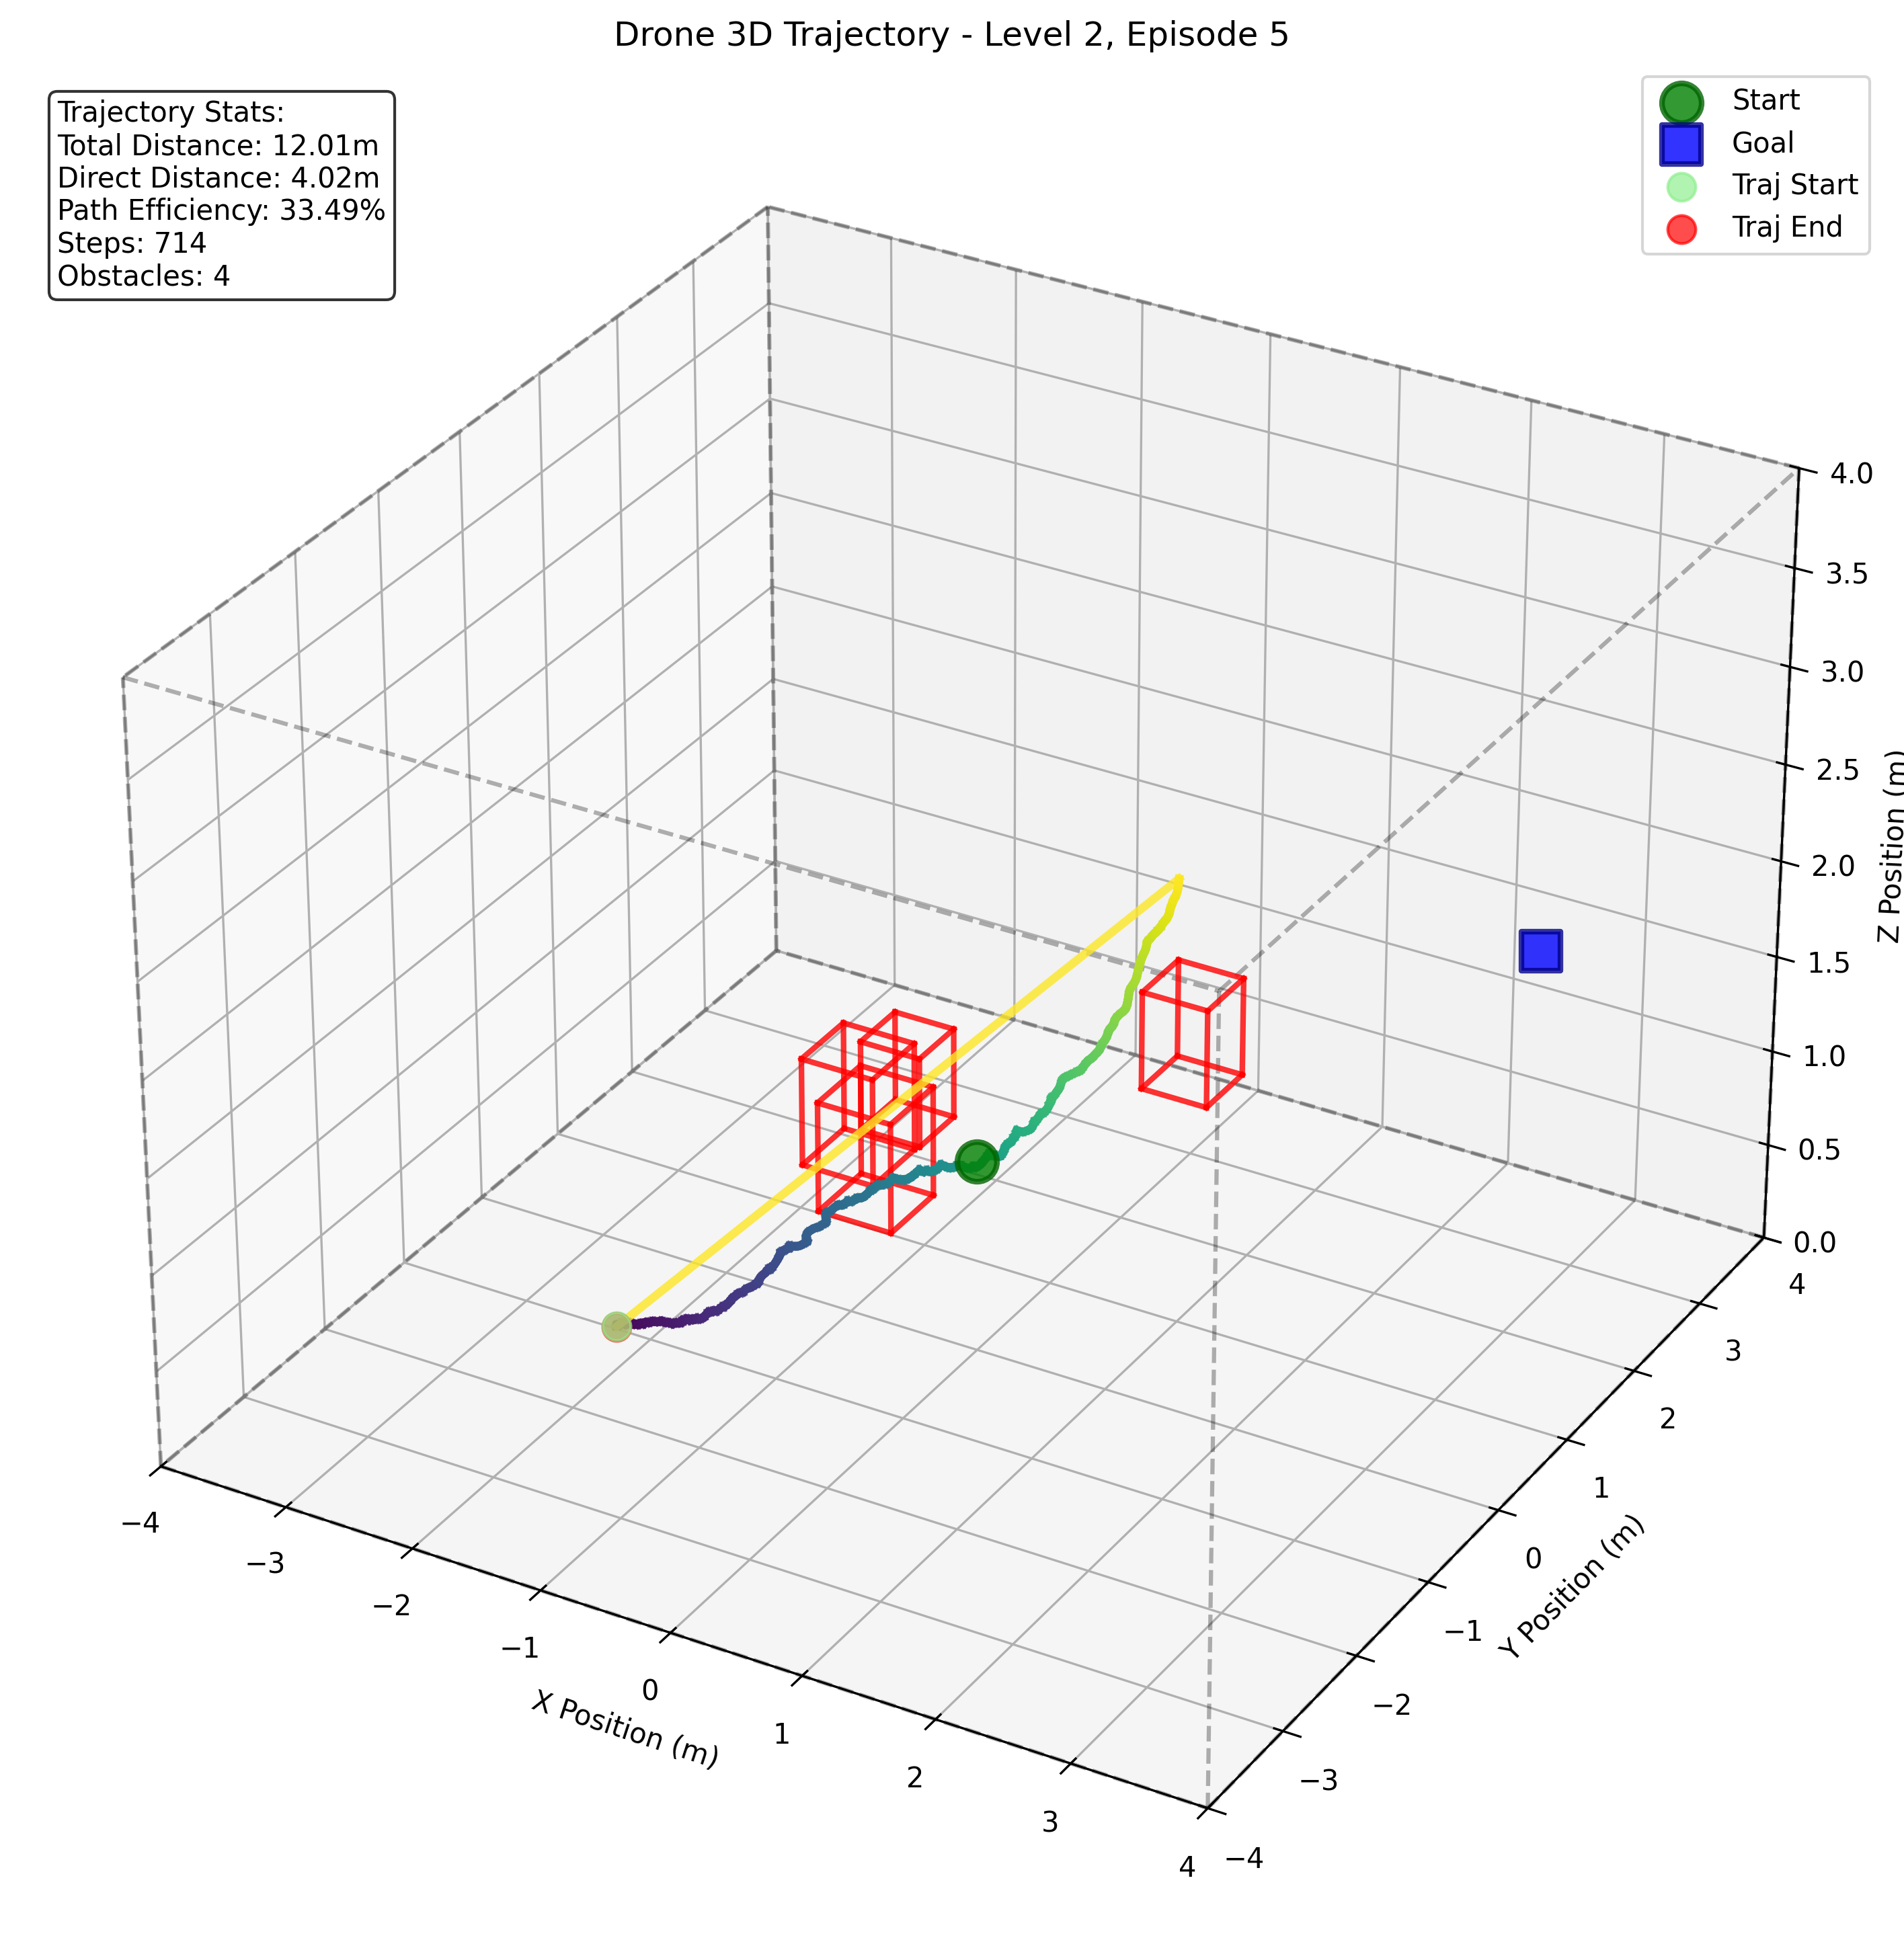 Drone 3D Trajectory - Level 2, Episode 5
Trajectory Stats:
Total Distance: 12.01m
Direct Distance: 4.02m
Path Efficiency: 33.49%
Steps: 714
Obstacles: 4
Start
Goal
Traj Start
Traj End
4.0
3.5
3.0
2.5
2.0
1.5
1.0
0.5
0.0
Z Position (m)
4
3
2
1
0
−1
−2
−3
−4
Y Position (m)
−4
−3
−2
−1
0
1
2
3
4
X Position (m)